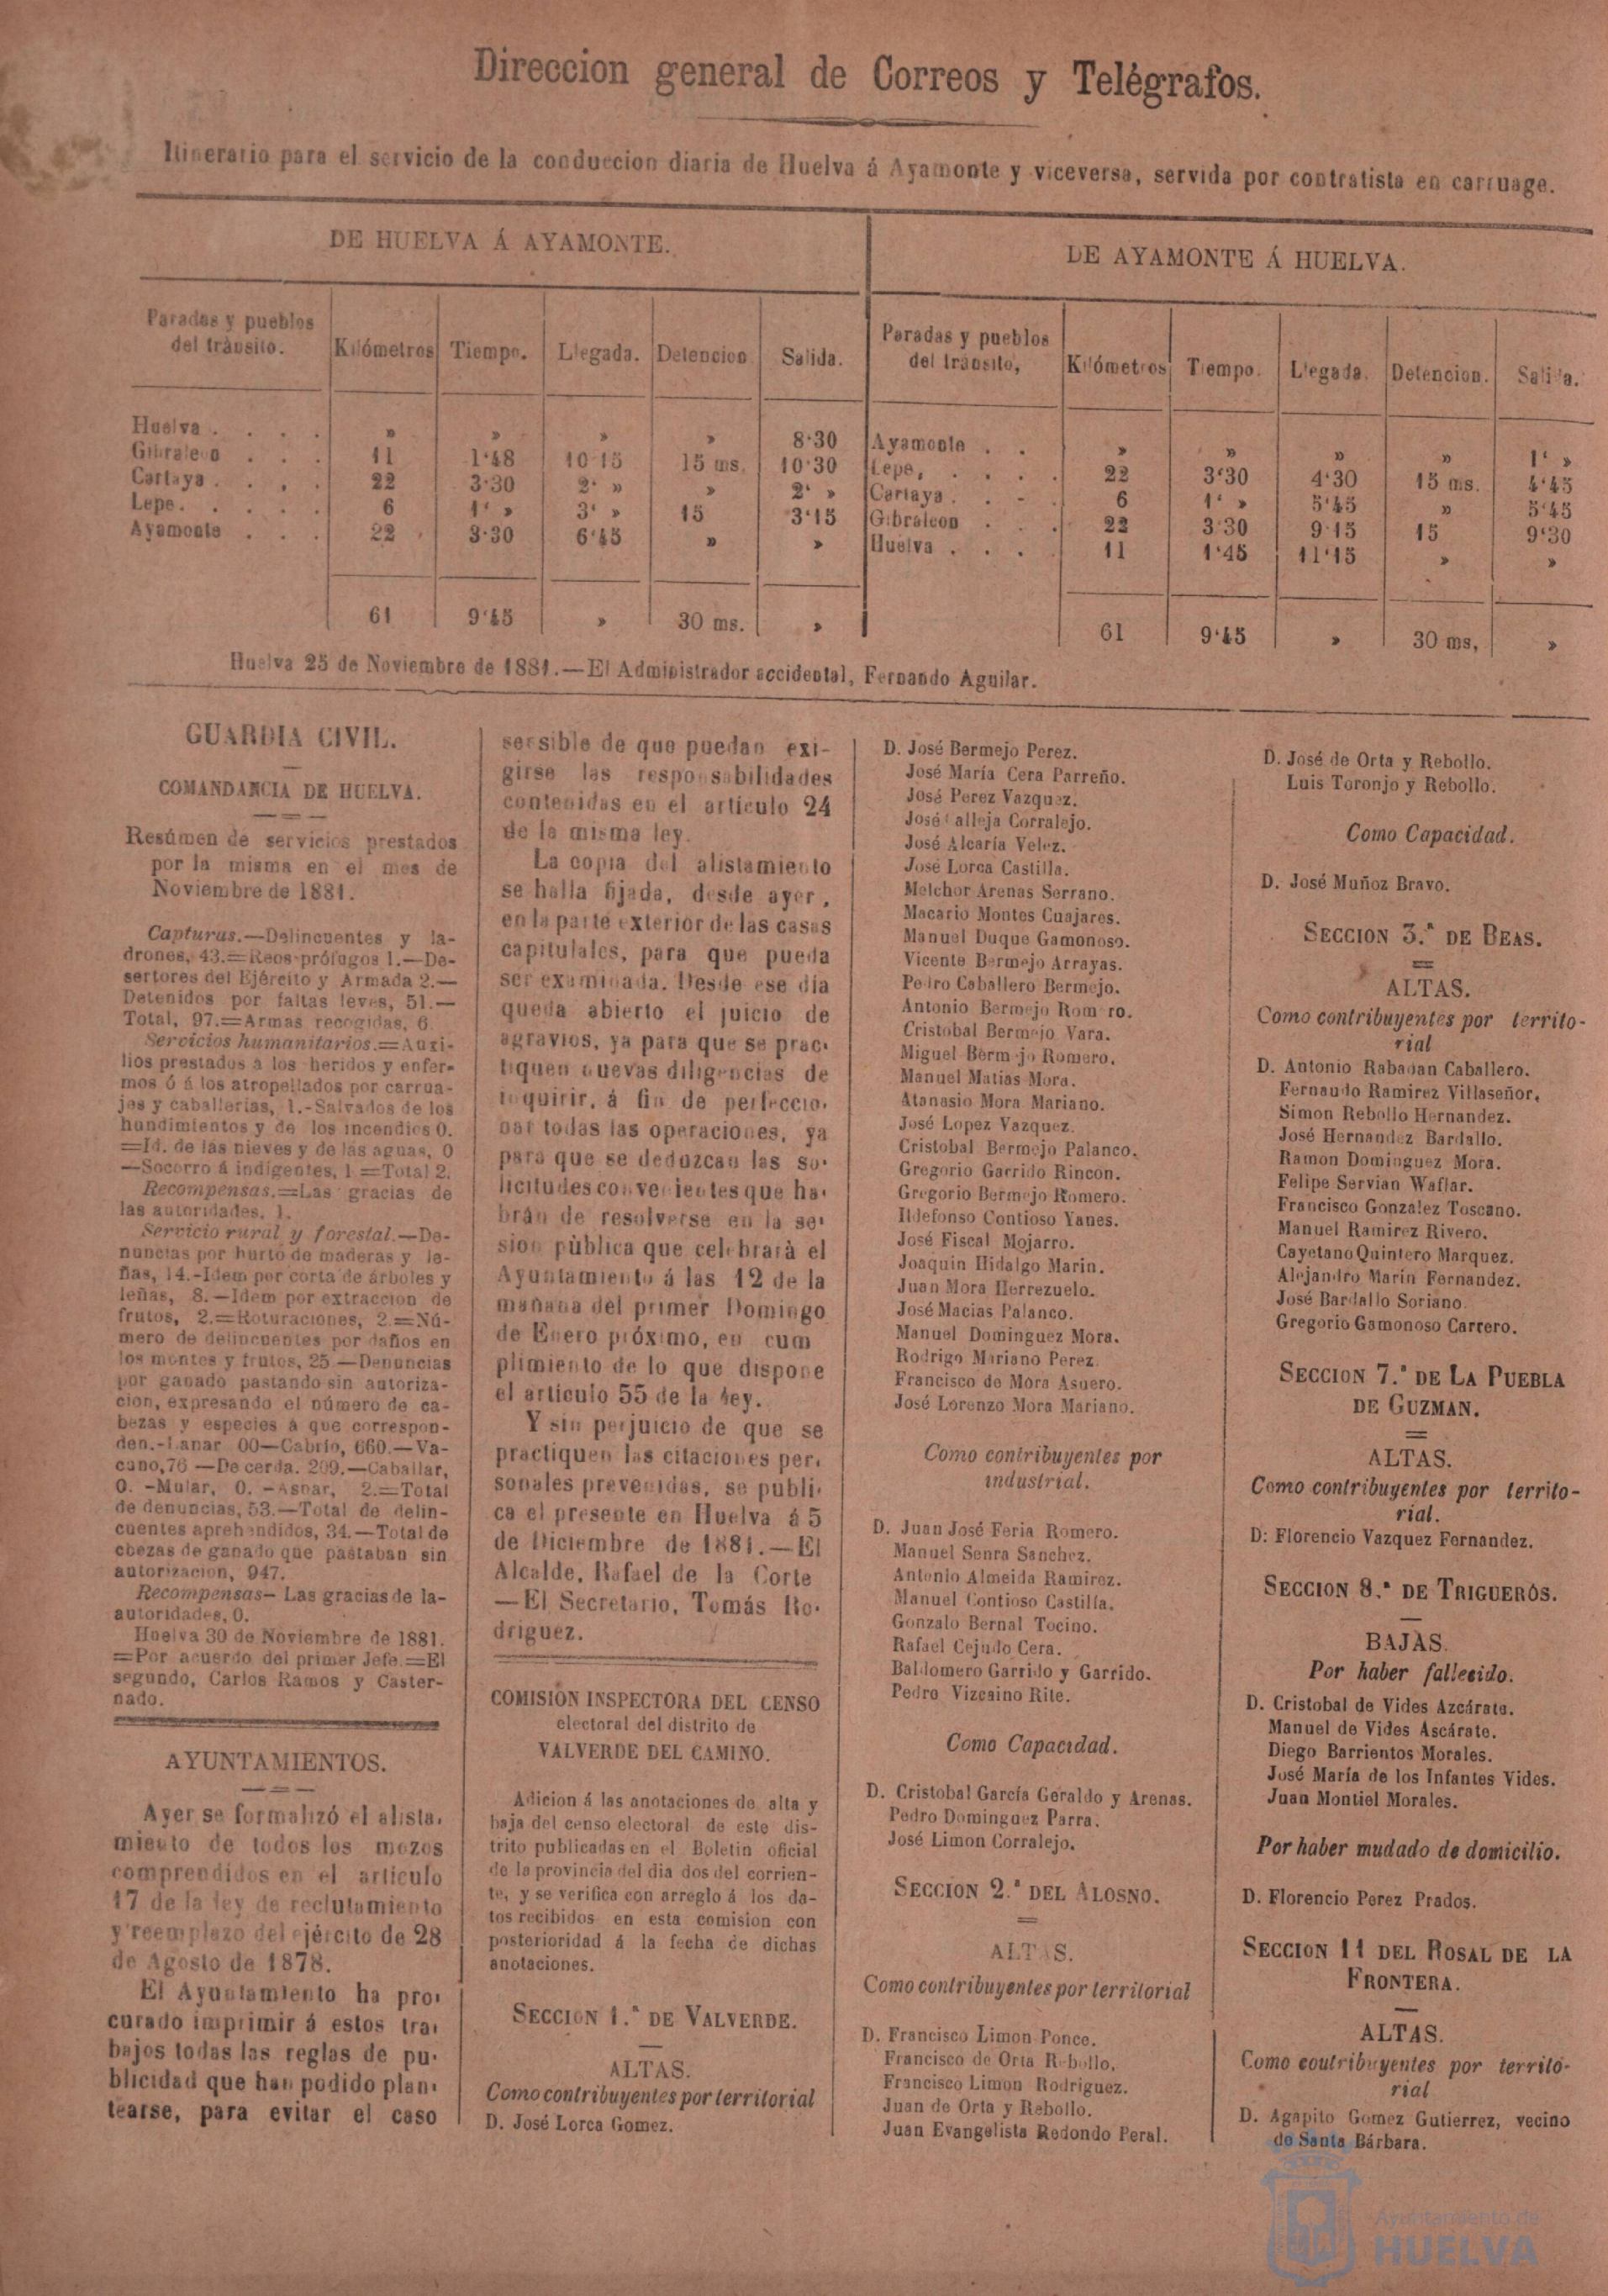 Direccion general de Correos y Telégrafos.
Itinerario para el servicio de la conduccion diaria de Huelva á Ayamonte y viceversa, servida por contratista en carruage.
DE HUELVA Á AYAMONTE.
Paradas y pueblos del trànsito. Kilómetros Tiempo. Llegada. Detencion Salida.
Huelva . . . . » » » » 8·30
Gibraleon . . . 11 1'48 10·15 15 ms. 10·30
Cartaya . . . . 22 3·30 2· » » 2· »
Lepe. . . . . 6 1' » 3' » 15 3'15
Ayamonte . . . 22 3·30 6'45 » »
61 9'45 » 30 ms. »
DE AYAMONTE Á HUELVA.
Paradas y pueblos del trànsito, Kilómetros Tiempo. Llegada. Detencion. Salida.
Ayamonte . . » » » » 1' »
Lepe, . . . . 22 3'30 4'30 15 ms. 4'45
Cartaya . . - . 6 1' » 5'45 » 5'45
Gibraleon . . . 22 3·30 9·15 15 9'30
Huelva . . . . 11 1'45 11'15 » »
61 9'45 » 30 ms, »
Huelva 25 de Noviembre de 1881.—El Administrador accidental, Fernando Aguilar.
GUARDIA CIVIL.
COMANDANCIA DE HUELVA.
Resúmen de servicios prestados
por la misma en el mes de
Noviembre de 1881.
Capturas.—Delincuentes y la-
drones, 43.=Reos prófugos 1.—De-
sertores del Ejército y Armada 2.—
Detenidos por faltas leves, 51.—
Total, 97.=Armas recogidas, 6.
Servicios humanitarios.=Auxi-
lios prestados á los heridos y enfer-
mos ó á los atropellados por carrua-
jes y caballerias, 1.-Salvados de los
hundimientos y de los incendios 0.
=Id. de las nieves y de las aguas, 0
—Socorro á indigentes, 1.=Total 2.
Recompensas.=Las gracias de
las autoridades, 1.
Servicio rural y forestal.—De-
nuncias por hurto de maderas y le-
ñas, 14.-Idem por corta de árboles y
leñas, 8.—Idem por extraccion de
frutos, 2.=Roturaciones, 2.=Nú-
mero de delincuentes por daños en
los montes y frutos, 25.—Denuncias
por ganado pastando sin autoriza-
cion, expresando el número de ca-
bezas y especies á que correspon-
den.-Lanar 00—Cabrío, 660.—Va-
cuno,76 —De cerda. 209.—Caballar,
0. -Mular, 0. -Asnar, 2.=Total
de denuncias, 53.—Total de delin-
cuentes aprehendidos, 34.—Total de
cbezas de ganado que pastaban sin
autorizacion, 947.
Recompensas— Las gracias de la-
autoridades, 0.
Huelva 30 de Noviembre de 1881.
=Por acuerdo del primer Jefe.=El
segundo, Carlos Ramos y Caster-
nado.
AYUNTAMIENTOS.
Ayer se formalizó el alista-
miento de todos los mozos
comprendidos en el artículo
17 de la ley de reclutamiento
y reemplazo del ejército de 28
de Agosto de 1878.
El Ayuntamiento ha pro-
curado imprimir á estos tra-
bajos todas las reglas de pu-
blicidad que han podido plan-
tearse, para evitar el caso
sensible de que puedan exi-
girse las responsabilidades
contenidas en el artículo 24
de la misma ley.
La copia del alistamiento
se halla fijada, desde ayer,
en la parte exterior de las casas
capitulales, para que pueda
ser examinada. Desde ese día
queda abierto el juicio de
agravios, ya para que se prac-
tiquen nuevas diligencias de
inquirir, á fin de perfeccio-
nar todas las operaciones, ya
para que se deduzcan las so-
licitudes convenientes que ha-
brán de resolverse en la se-
sion pública que celebrarà el
Ayuntamiento á las 12 de la
mañana del primer Domingo
de Enero próximo, en cum
plimiento de lo que dispone
el articulo 55 de la ley.
Y sin perjuicio de que se
practiquen las citaciones per-
sonales prevenidas, se publi-
ca el presente en Huelva á 5
de Diciembre de 1881.—El
Alcalde, Rafael de la Corte
—El Secretario, Tomás Ro-
driguez.
COMISIÓN INSPECTORA DEL CENSO
electoral del distrito de
VALVERDE DEL CAMINO.
Adicion á las anotaciones de alta y
baja del censo electoral de este dis-
trito publicadas en el Boletin oficial
de la provincia del dia dos del corrien-
te, y se verifica con arreglo á los da-
tos recibidos en esta comision con
posterioridad á la fecha de dichas
anotaciones.
SECCION 1.ª DE VALVERDE.
ALTAS.
Como contribuyentes por territorial
D. José Lorca Gomez.
D. José Bermejo Perez.
José María Cera Parreño.
José Perez Vazquez.
José Calleja Corralejo.
José Alcaría Velez.
José Lorca Castilla.
Melchor Arenas Serrano.
Macario Montes Cuajares.
Manuel Duque Gamonoso.
Vicente Bermejo Arrayas.
Pedro Caballero Bermejo.
Antonio Bermejo Romero.
Cristobal Bermejo Vara.
Miguel Bermejo Romero.
Manuel Matias Mora.
Atanasio Mora Mariano.
José Lopez Vazquez.
Cristobal Bermejo Palanco.
Gregorio Garrido Rincon.
Gregorio Bermejo Romero.
Ildefonso Contioso Yanes.
José Fiscal Mojarro.
Joaquin Hidalgo Marin.
Juan Mora Herrezuelo.
José Macias Palanco.
Manuel Dominguez Mora.
Rodrigo Mariano Perez.
Francisco de Mora Asuero.
José Lorenzo Mora Mariano.
Como contribuyentes por
industrial.
D. Juan José Feria Romero.
Manuel Senra Sanchez.
Antonio Almeida Ramirez.
Manuel Contioso Castilla.
Gonzalo Bernal Tocino.
Rafael Cejudo Cera.
Baldomero Garrido y Garrido.
Pedro Vizcaino Rite.
Como Capacidad.
D. Cristobal García Geraldo y Arenas.
Pedro Dominguez Parra.
José Limon Corralejo.
SECCION 2.ª DEL ALOSNO.
ALTAS.
Como contribuyentes por territorial
D. Francisco Limon Ponce.
Francisco de Orta Rebollo.
Francisco Limon Rodriguez.
Juan de Orta y Rebollo.
Juan Evangelista Redondo Peral.
D. José de Orta y Rebollo.
Luis Toronjo y Rebollo.
Como Capacidad.
D. José Muñoz Bravo.
SECCION 3.ª DE BEAS.
ALTAS.
Como contribuyentes por territo-
rial
D. Antonio Rabadan Caballero.
Fernando Ramirez Villaseñor.
Simon Rebollo Hernandez.
José Hernandez Bardallo.
Ramon Dominguez Mora.
Felipe Servian Waflar.
Francisco Gonzalez Toscano.
Manuel Ramirez Rivero.
Cayetano Quintero Marquez.
Alejandro Marin Fernandez.
José Bardallo Soriano.
Gregorio Gamonoso Carrero.
SECCION 7.ª DE LA PUEBLA
DE GUZMAN.
ALTAS.
Como contribuyentes por territo-
rial.
D: Florencio Vazquez Fernandez.
SECCION 8.ª DE TRIGUEROS.
BAJAS.
Por haber fallecido.
D. Cristobal de Vides Azcárate.
Manuel de Vides Ascárate.
Diego Barrientos Morales.
José María de los Infantes Vides.
Juan Montiel Morales.
Por haber mudado de domicilio.
D. Florencio Perez Prados.
SECCION 11 DEL ROSAL DE LA
FRONTERA.
ALTAS.
Como coutribuyentes por territo-
rial
D. Agapito Gomez Gutierrez, vecino
de Santa Bárbara.
Ayuntamiento de
HUELVA